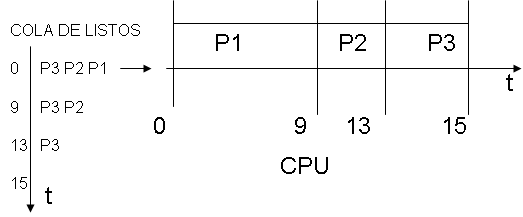 COLA DE LISTOS
0 P3 P2 P1
9 P3 P2
13 P3
15
t
P1 P2 P3
t
0 9 13 15
CPU